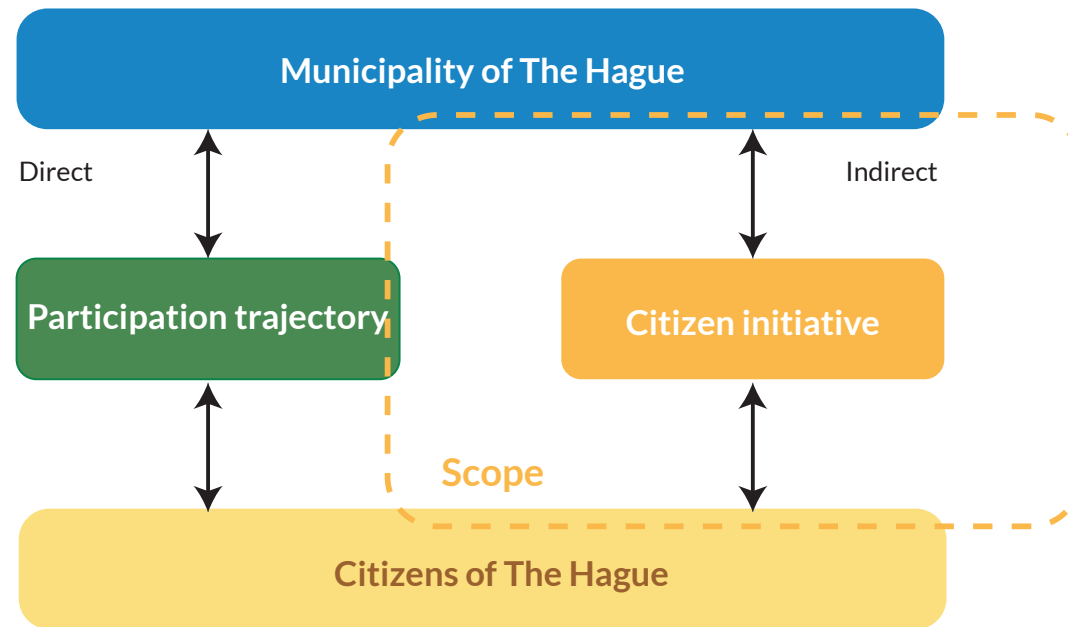 Municipality of The Hague
Direct
Indirect
Participation trajectory
Citizen initiative
Scope
Citizens of The Hague